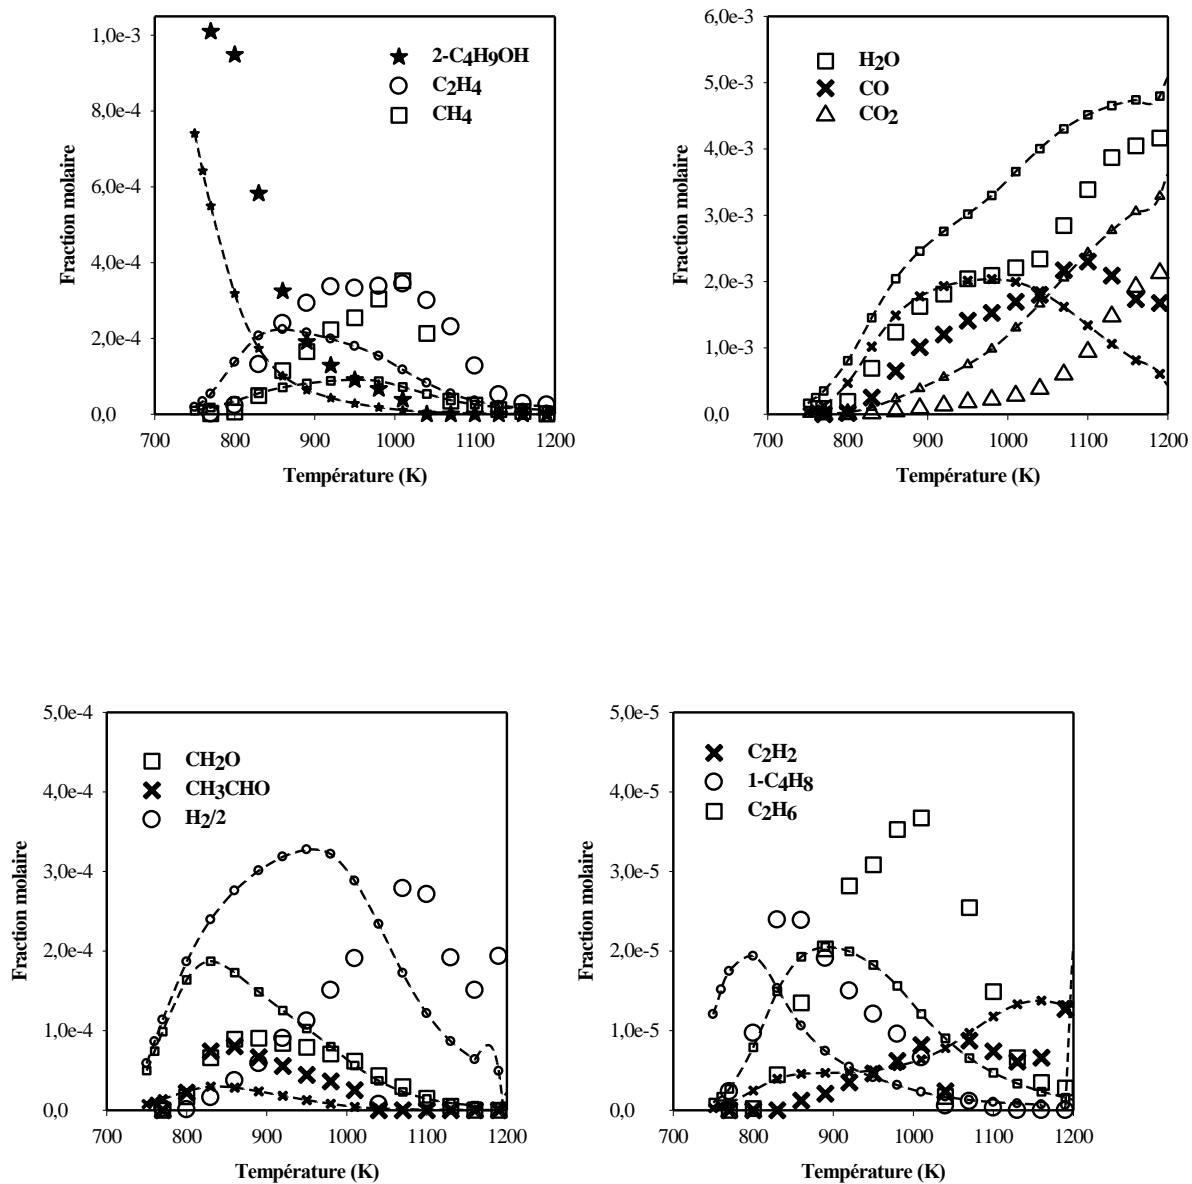 1,0e-3
8,0e-4
6,0e-4
4,0e-4
2,0e-4
0,0
700 800 900 1000 1100 1200
Température (K)
Fraction molaire
2-C4H9OH
C2H4
CH4
6,0e-3
5,0e-3
4,0e-3
3,0e-3
2,0e-3
1,0e-3
0,0
700 800 900 1000 1100 1200
Température (K)
Fraction molaire
H2O
CO
CO2
5,0e-4
4,0e-4
3,0e-4
2,0e-4
1,0e-4
0,0
700 800 900 1000 1100 1200
Température (K)
Fraction molaire
CH2O
CH3CHO
H2/2
5,0e-5
4,0e-5
3,0e-5
2,0e-5
1,0e-5
0,0
700 800 900 1000 1100 1200
Température (K)
Fraction molaire
C2H2
1-C4H8
C2H6